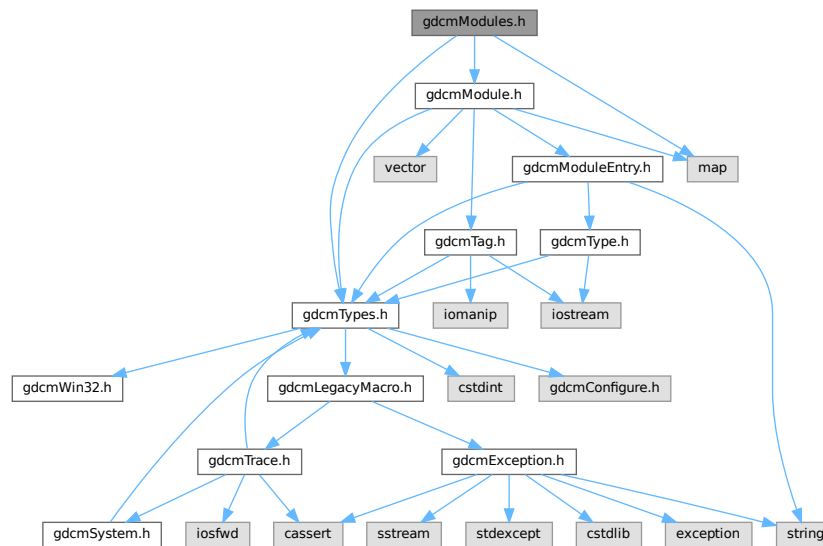 gdcmModules.h
gdcmModule.h
vector
gdcmModuleEntry.h
map
gdcmTag.h
gdcmType.h
gdcmTypes.h
iomanip
iostream
gdcmWin32.h
gdcmLegacyMacro.h
cstdint
gdcmConfigure.h
gdcmTrace.h
gdcmException.h
gdcmSystem.h
iosfwd
cassert
sstream
stdexcept
cstdlib
exception
string